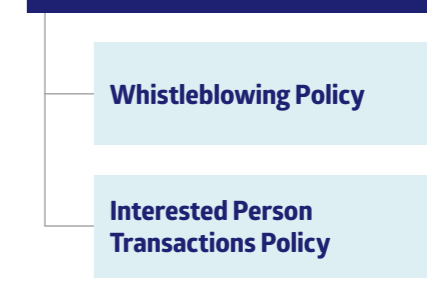 Whistleblowing Policy
Interested Person
Transactions Policy